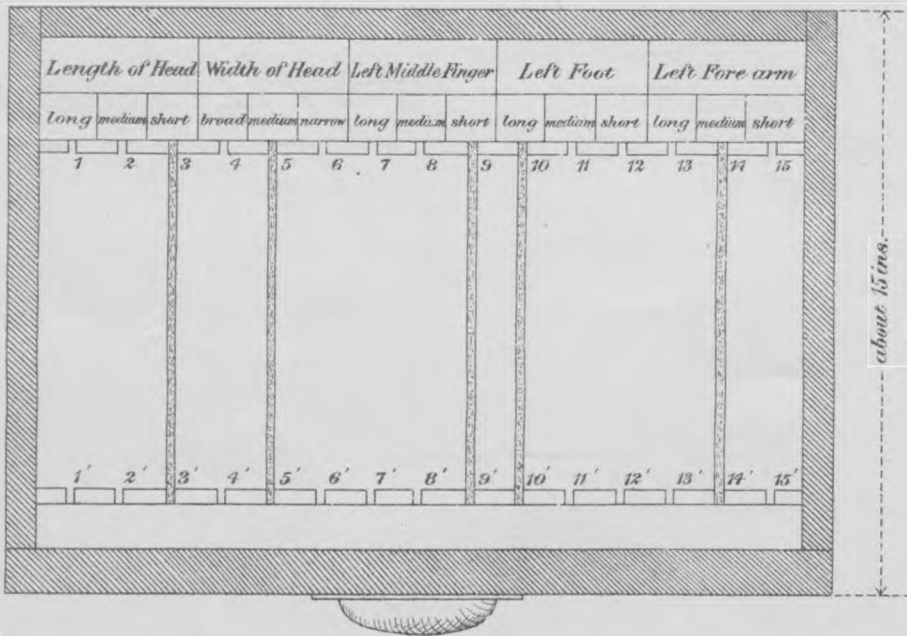 Length of Head Width of Head Left Middle Finger Left Foot Left Fore arm
long medium short broad medium narrow long medium short long medium short long medium short
1 2 3 4 5 6 7 8 9 10 11 12 13 14 15
about 15 ins.
1' 2' 3' 4' 5' 6' 7' 8' 9' 10' 11' 12' 13' 14' 15'